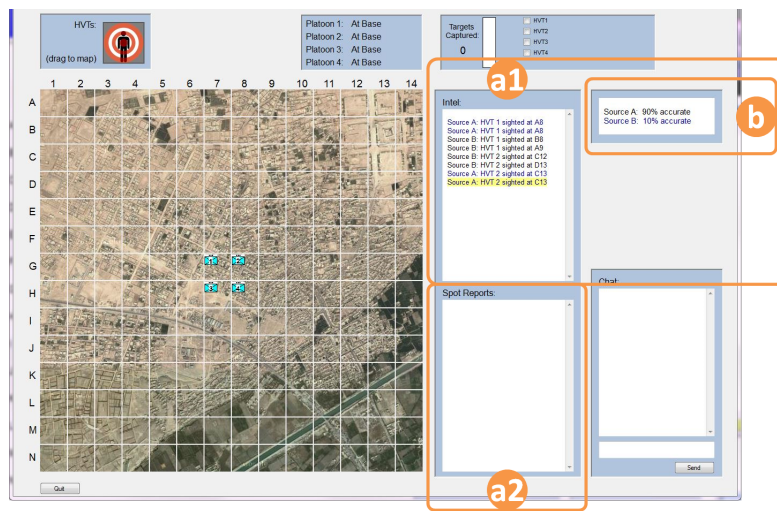 HVTs:
(drag to map)
Platoon 1: At Base
Platoon 2: At Base
Platoon 3: At Base
Platoon 4: At Base
Targets
Captured:
0
HVT1
HVT2
HVT3
HVT4
1 2 3 4 5 6 7 8 9 10 11 12 13 14
A
B
C
D
E
F
G
H
I
J
K
L
M
N
1 2
3 4
a1
Intel:
Source A: HVT 1 sighted at A8
Source A: HVT 1 sighted at A8
Source B: HVT 1 sighted at B8
Source B: HVT 1 sighted at A9
Source B: HVT 2 sighted at C12
Source B: HVT 2 sighted at D13
Source A: HVT 2 sighted at C13
Source A: HVT 2 sighted at C13
Source A: 90% accurate
Source B: 10% accurate
b
Spot Reports:
a2
Chat:
Send
Quit